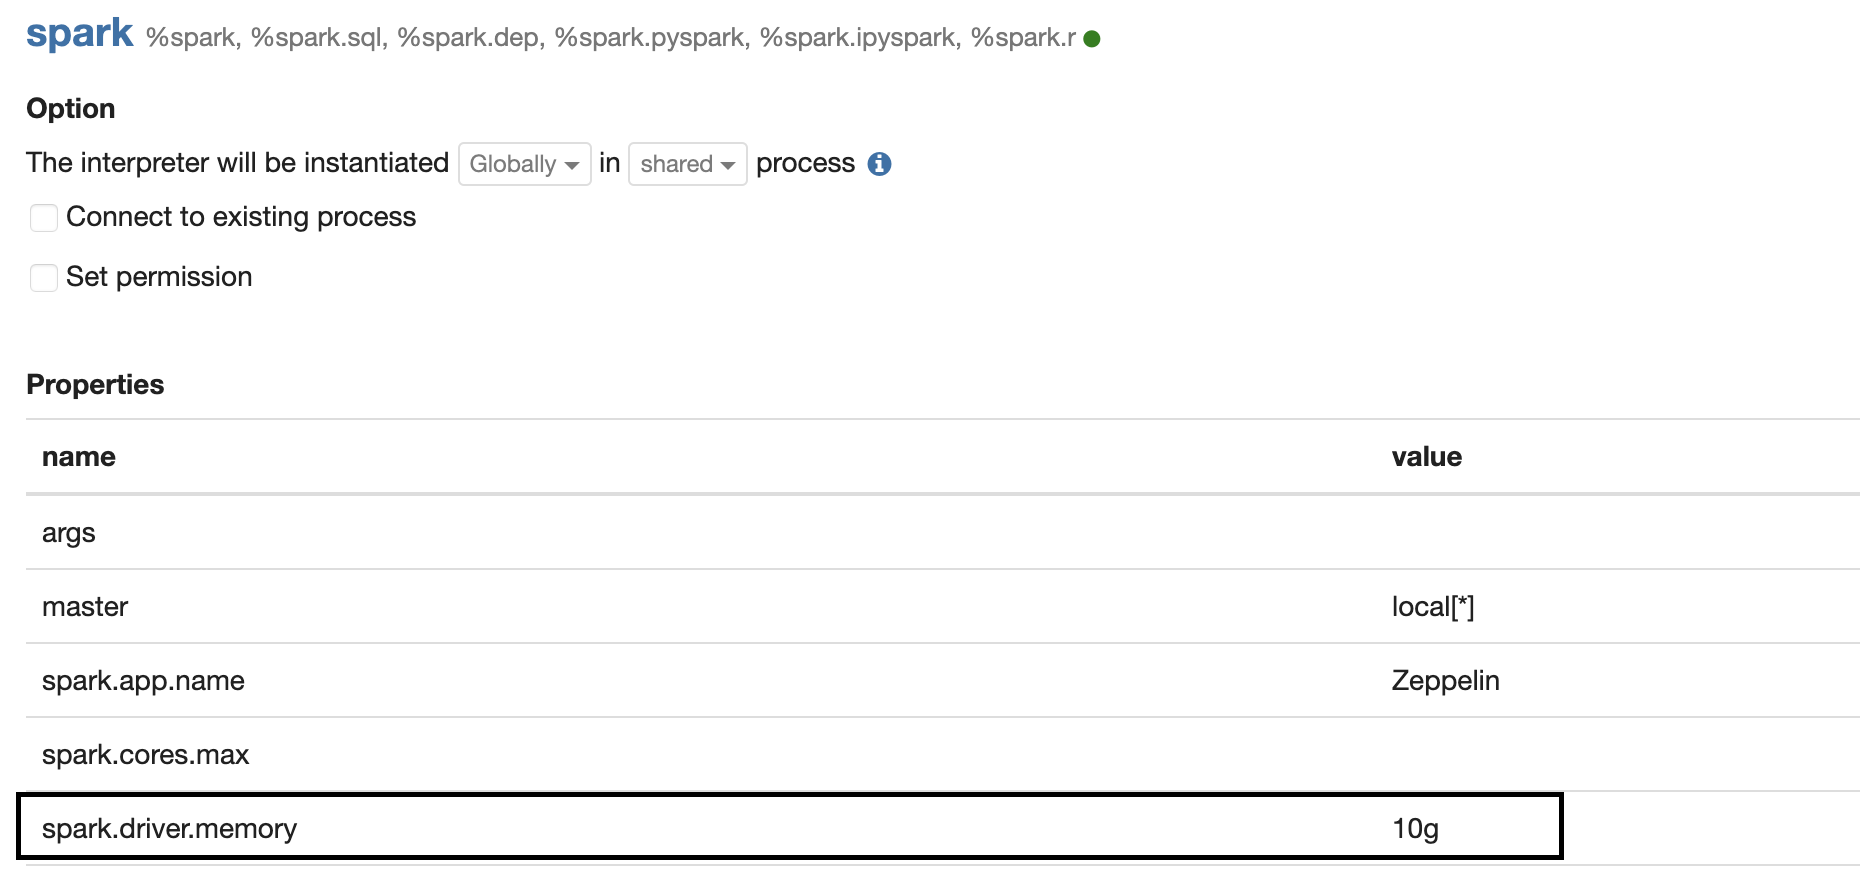 spark %spark, %spark.sql, %spark.dep, %spark.pyspark, %spark.ipyspark, %spark.r
Option
The interpreter will be instantiated Globally in shared process
Connect to existing process
Set permission
Properties
name value
args
master local[*]
spark.app.name Zeppelin
spark.cores.max
spark.driver.memory 10g